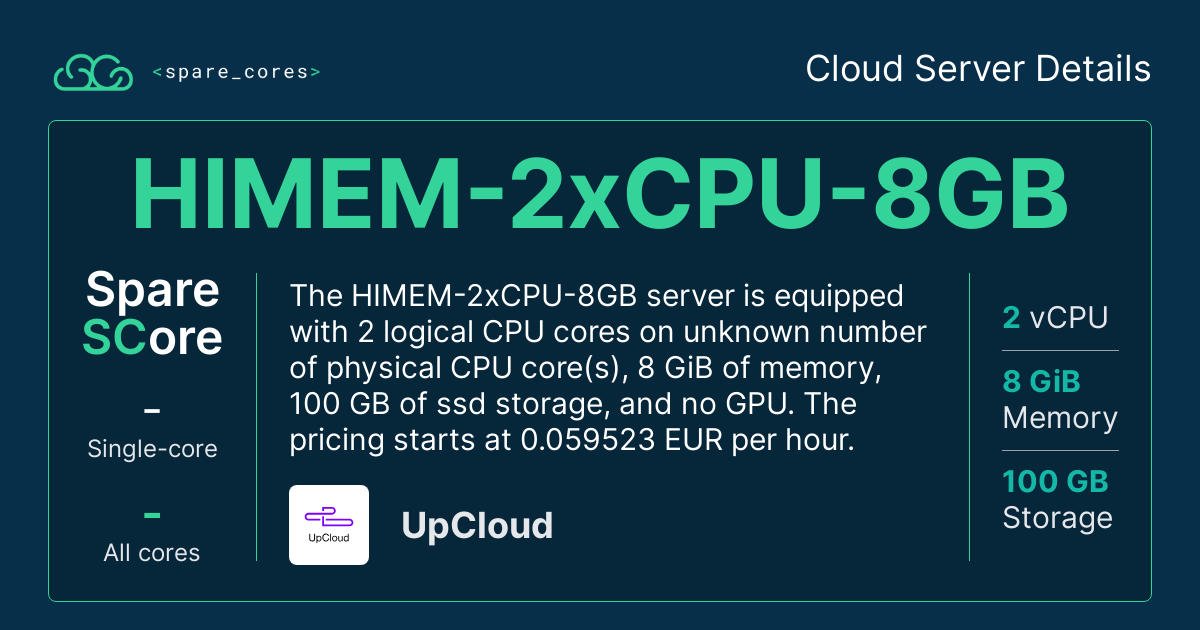 <spare_cores>
Cloud Server Details
HIMEM-2xCPU-8GB
Spare
SCore
–
Single-core
–
All cores
The HIMEM-2xCPU-8GB server is equipped
with 2 logical CPU cores on unknown number
of physical CPU core(s), 8 GiB of memory,
100 GB of ssd storage, and no GPU. The
pricing starts at 0.059523 EUR per hour.
UpCloud
UpCloud
2 vCPU
8 GiB
Memory
100 GB
Storage